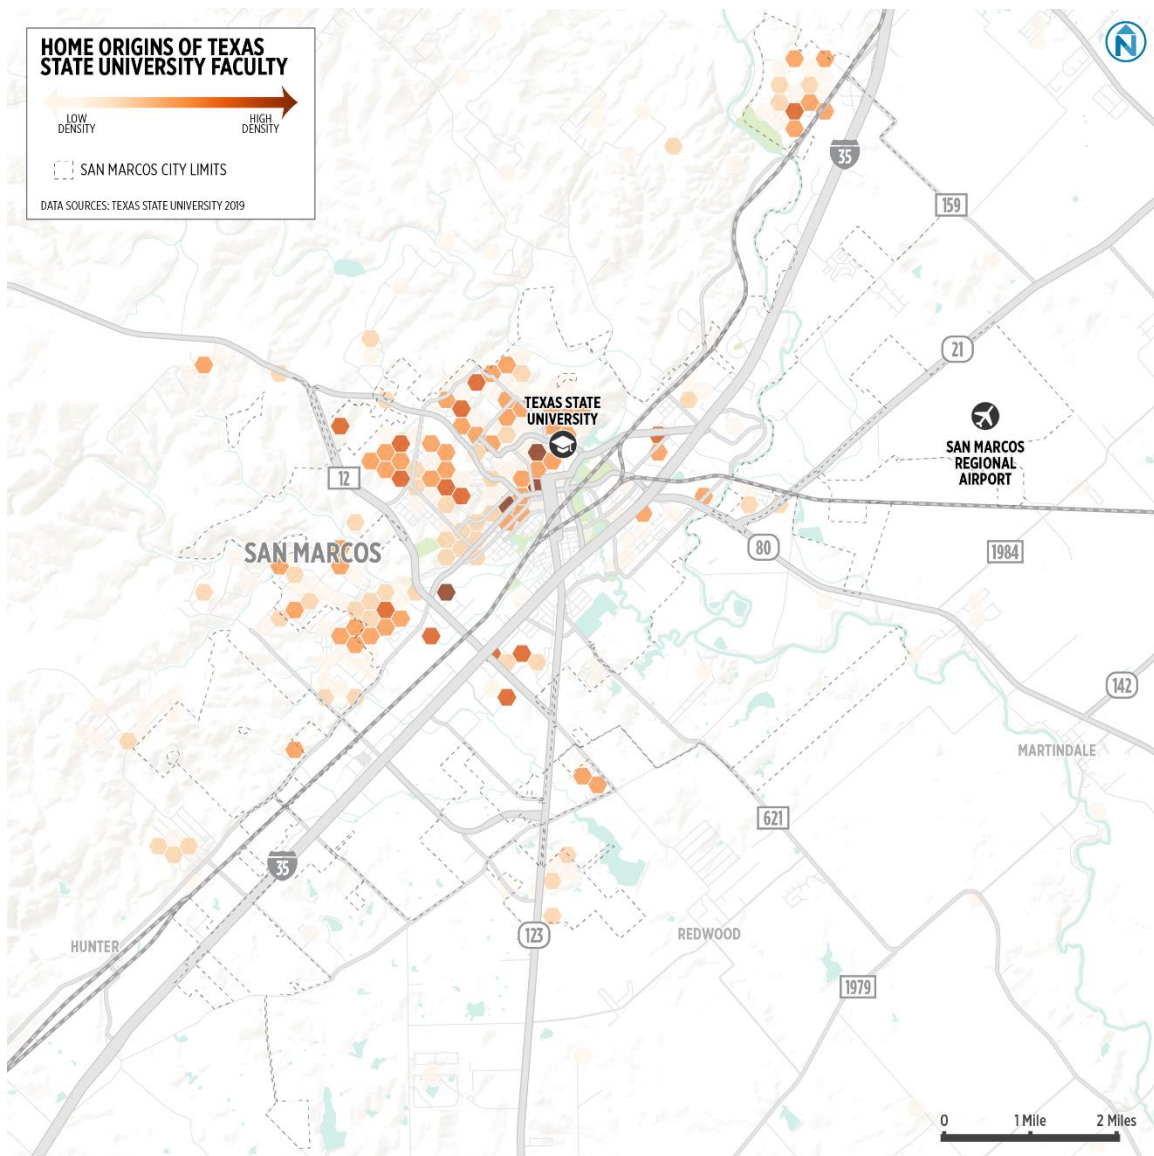 HOME ORIGINS OF TEXAS
STATE UNIVERSITY FACULTY
LOW
DENSITY
HIGH
DENSITY
SAN MARCOS CITY LIMITS
DATA SOURCES: TEXAS STATE UNIVERSITY 2019
N
35
159
21
TEXAS STATE
UNIVERSITY
SAN MARCOS
REGIONAL
AIRPORT
12
SAN MARCOS
80
1984
142
MARTINDALE
621
35
123
REDWOOD
HUNTER
1979
0
1 Mile
2 Miles